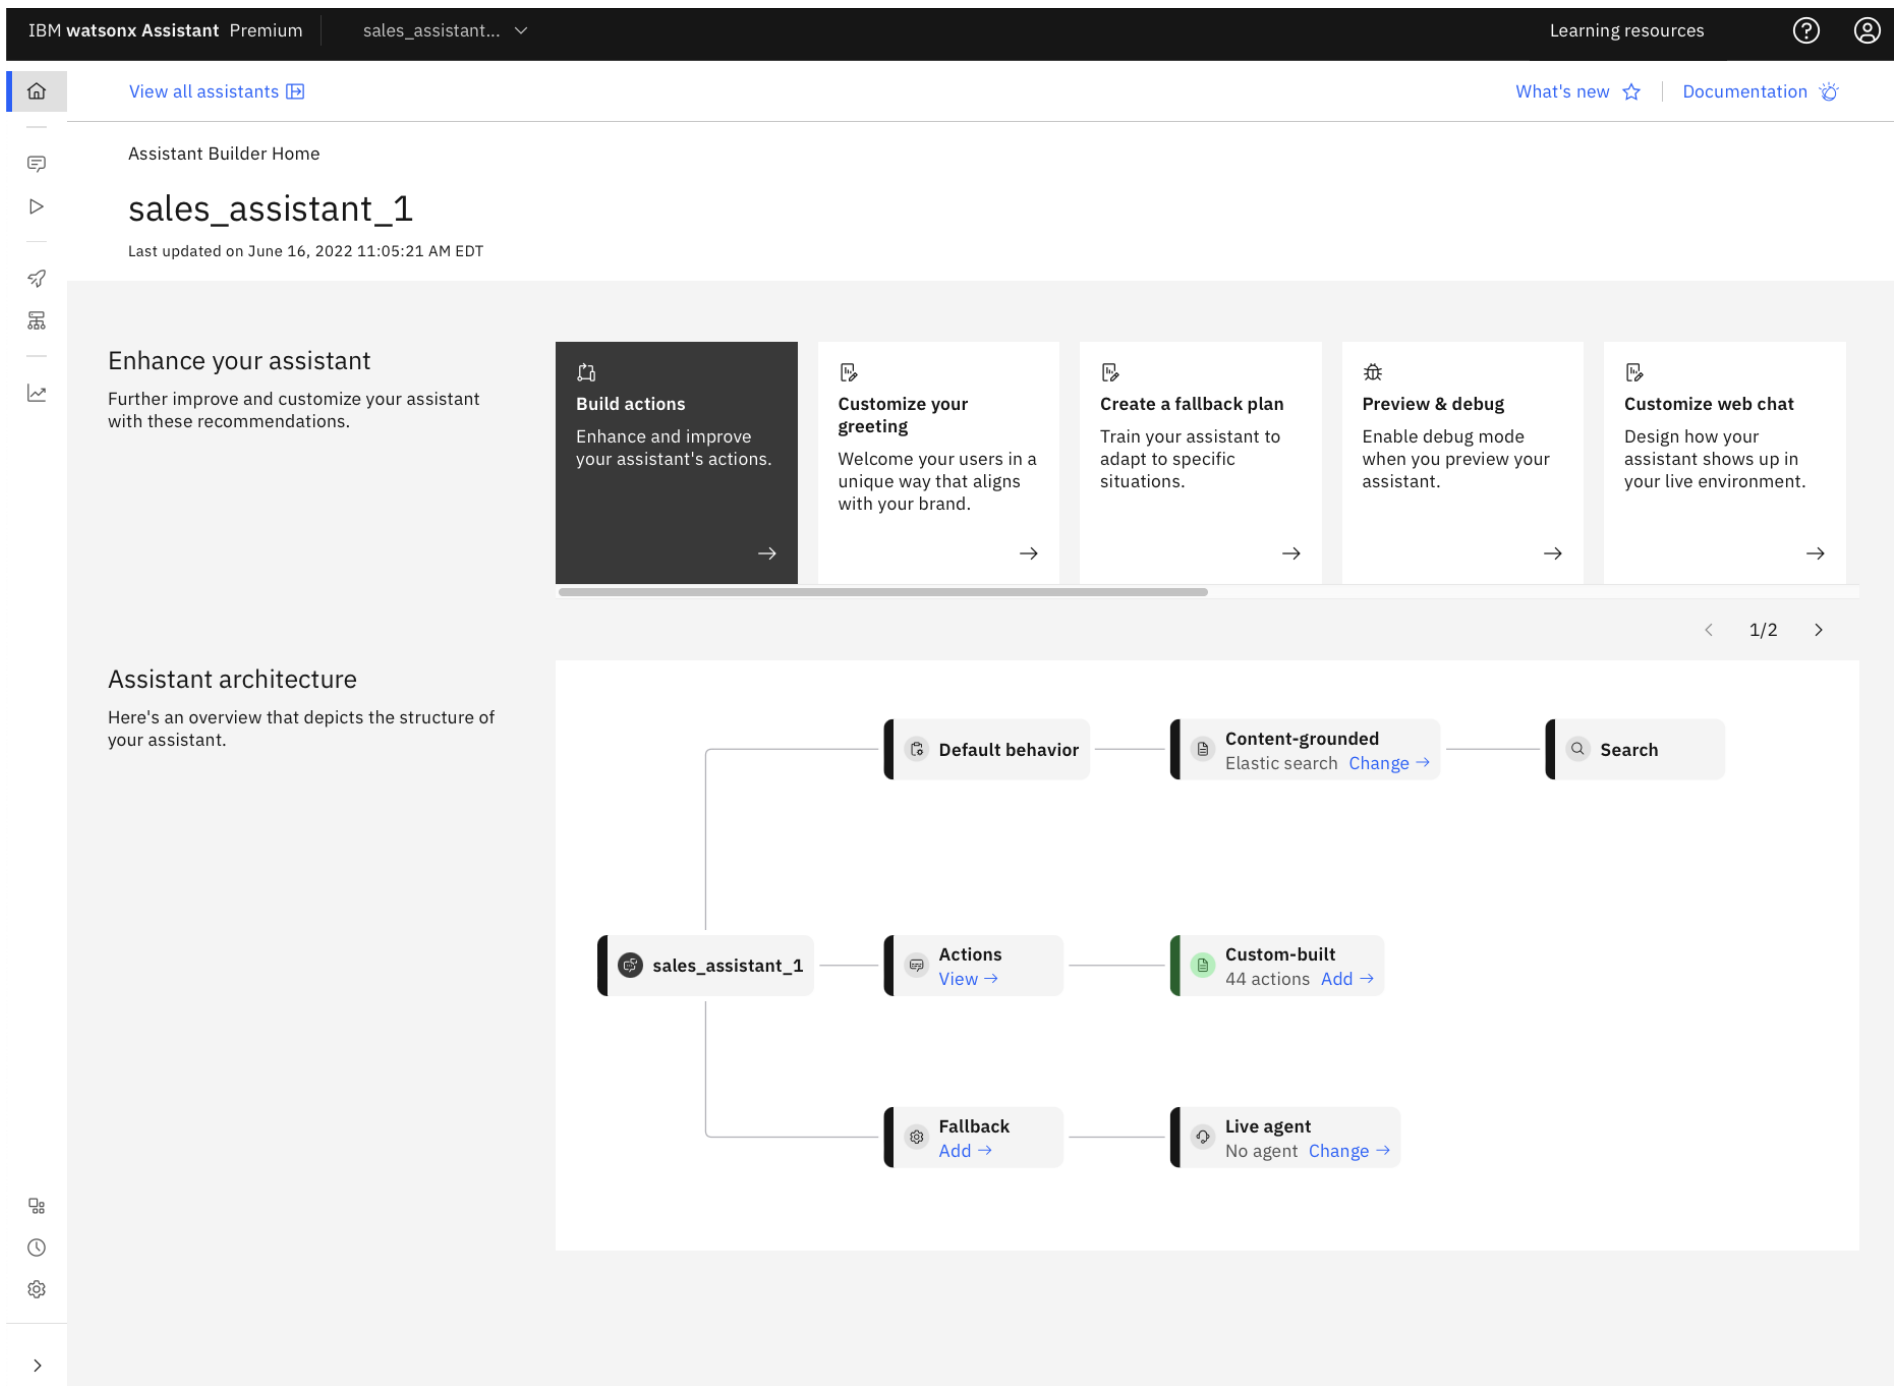 IBM watsonx Assistant Premium
sales_assistant...
Learning resources
View all assistants
What's new
Documentation
Assistant Builder Home
sales_assistant_1
Last updated on June 16, 2022 11:05:21 AM EDT
Enhance your assistant
Further improve and customize your assistant
with these recommendations.
Build actions
Enhance and improve
your assistant's actions.
Customize your
greeting
Welcome your users in a
unique way that aligns
with your brand.
Create a fallback plan
Train your assistant to
adapt to specific
situations.
Preview & debug
Enable debug mode
when you preview your
assistant.
Customize web chat
Design how your
assistant shows up in
your live environment.
1/2
Assistant architecture
Here's an overview that depicts the structure of
your assistant.
Default behavior
Content-grounded
Elastic search Change →
Search
sales_assistant_1
Actions
View →
Custom-built
44 actions Add →
Fallback
Add →
Live agent
No agent Change →